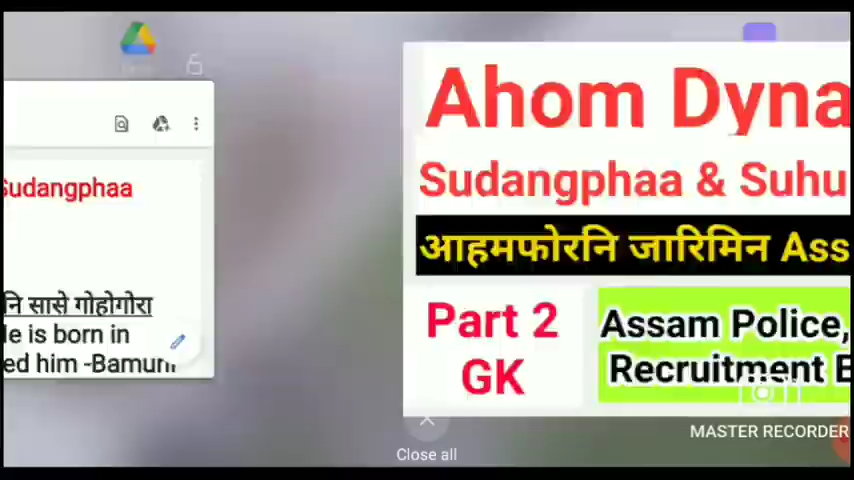 Sudangphaa
नि सासे गोहोगोरा
le is born in
ed him -Bamuni
Ahom Dyna
Sudangphaa & Suhu
आहमफोरनि जारिमिन Ass
Part 2
GK
Assam Police,
Recruitment E
MASTER RECORDER
Close all